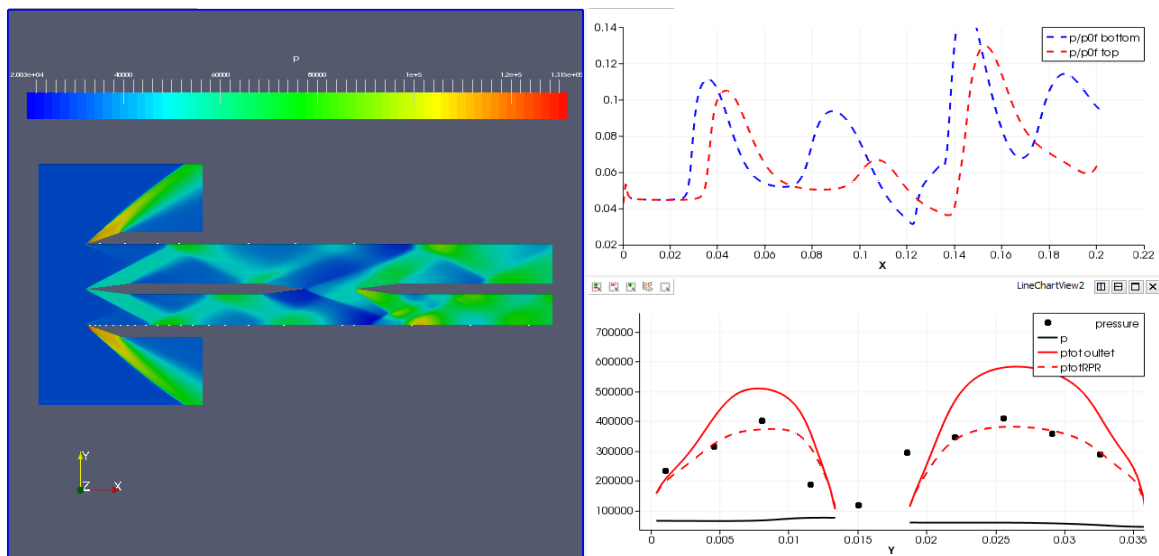 p
2.003e+04 40000 60000 80000 1e+5 1.2e+05 1.315e+05
Y
Z X
p/p0f bottom
p/p0f top
0.14
0.12
0.1
0.08
0.06
0.04
0.02
0 0.02 0.04 0.06 0.08 0.1 0.12 0.14 0.16 0.18 0.2 0.22
X
LineChartView2
pressure
p
ptot oultet
ptotRPR
700000
600000
500000
400000
300000
200000
100000
0 0.005 0.01 0.015 0.02 0.025 0.03 0.035
Y